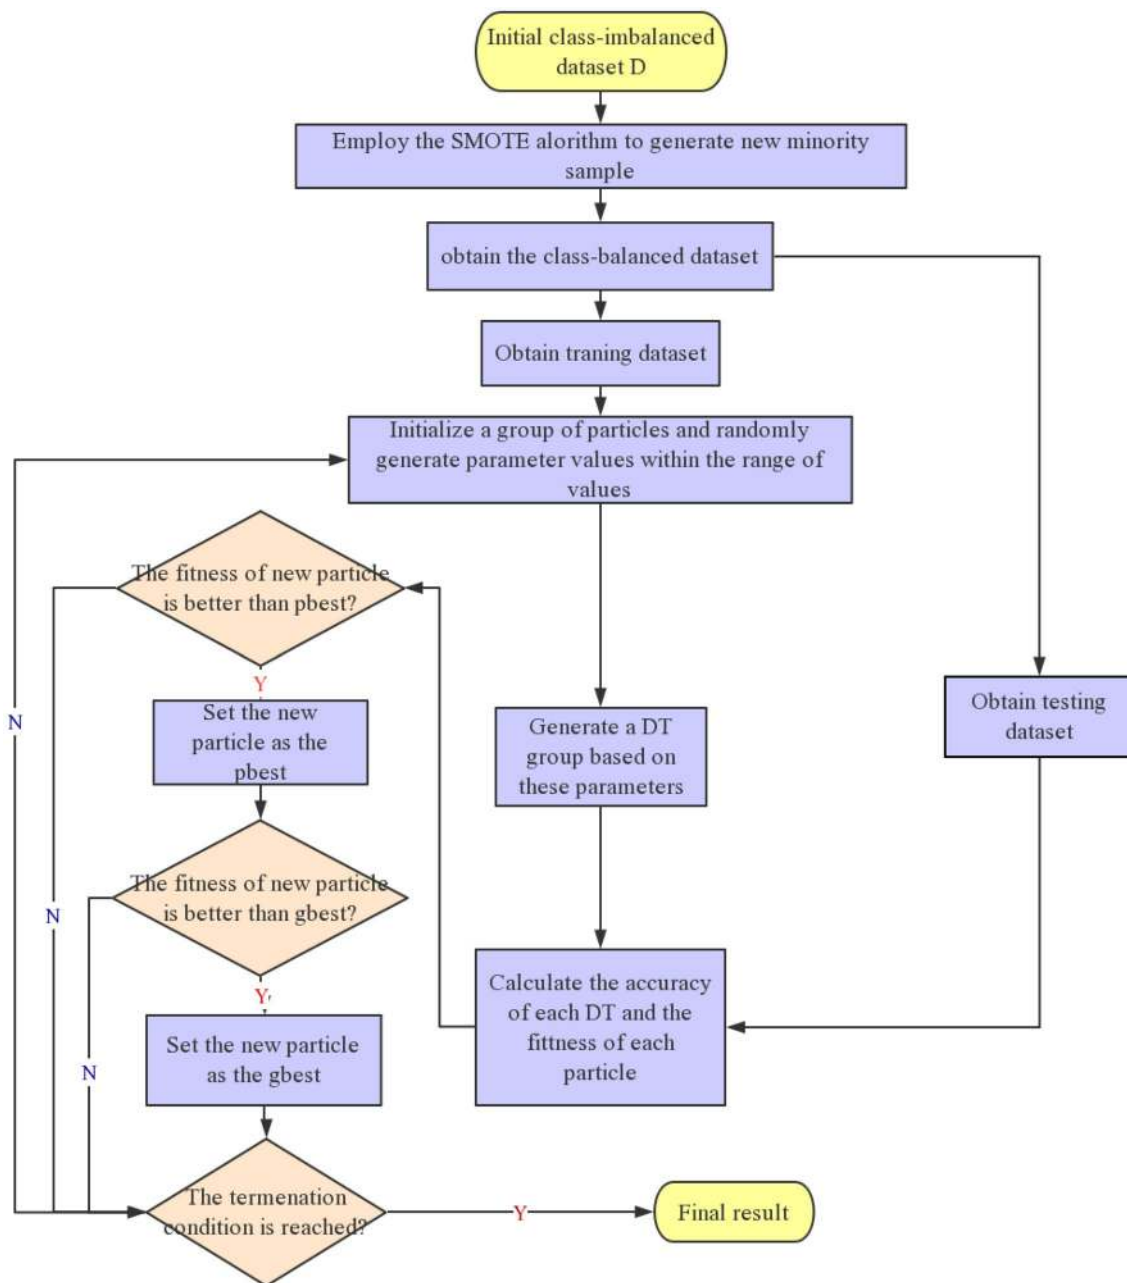 Initial class-imbalanced
dataset D
Employ the SMOTE alorithm to generate new minority
sample
obtain the class-balanced dataset
Obtain traning dataset
Initialize a group of particles and randomly
generate parameter values within the range of
values
The fitness of new particle
is better than pbest?
Y
Set the new
particle as the
pbest
N
Generate a DT
group based on
these parameters
Obtain testing
dataset
The fitness of new particle
is better than gbest?
N
Y
Calculate the accuracy
of each DT and the
fittness of each
particle
Set the new particle
as the gbest
N
The termenation
condition is reached?
Y
Final result